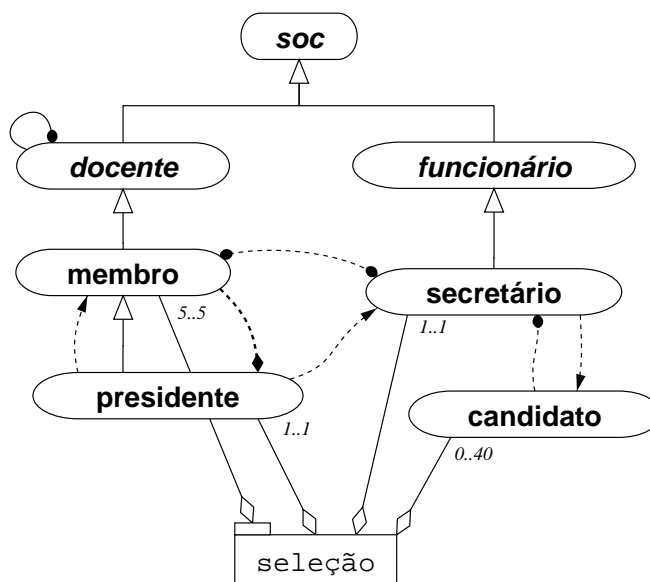 soc
docente
funcionário
membro
secretário
5..5
1..1
presidente
candidato
1..1
0..40
seleção